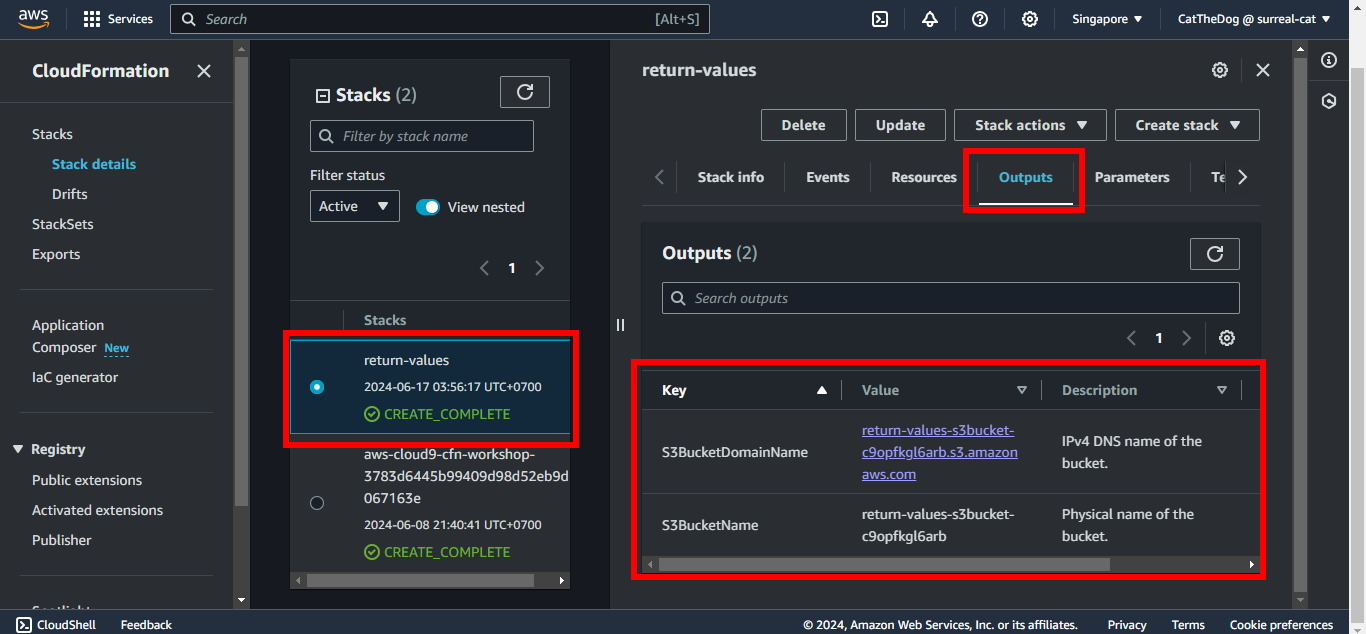 aws
Services
Search
[Alt+S]
Singapore
CatTheDog @ surreal-cat
CloudFormation
Stacks
Stack details
Drifts
StackSets
Exports
Application
Composer New
IaC generator
Registry
Public extensions
Activated extensions
Publisher
Spotlight
Stacks (2)
Filter by stack name
Filter status
Active
View nested
1
Stacks
return-values
2024-06-17 03:56:17 UTC+0700
CREATE_COMPLETE
aws-cloud9-cfn-workshop-
3783d6445b99409d98d52eb9d
067163e
2024-06-08 21:40:41 UTC+0700
CREATE_COMPLETE
return-values
Delete
Update
Stack actions
Create stack
Stack info
Events
Resources
Outputs
Parameters
Te
Outputs (2)
Search outputs
1
Key
Value
Description
S3BucketDomainName
return-values-s3bucket-
c9opfkgl6arb.s3.amazon
aws.com
IPv4 DNS name of the
bucket.
S3BucketName
return-values-s3bucket-
c9opfkgl6arb
Physical name of the
bucket.
CloudShell
Feedback
© 2024, Amazon Web Services, Inc. or its affiliates.
Privacy
Terms
Cookie preferences